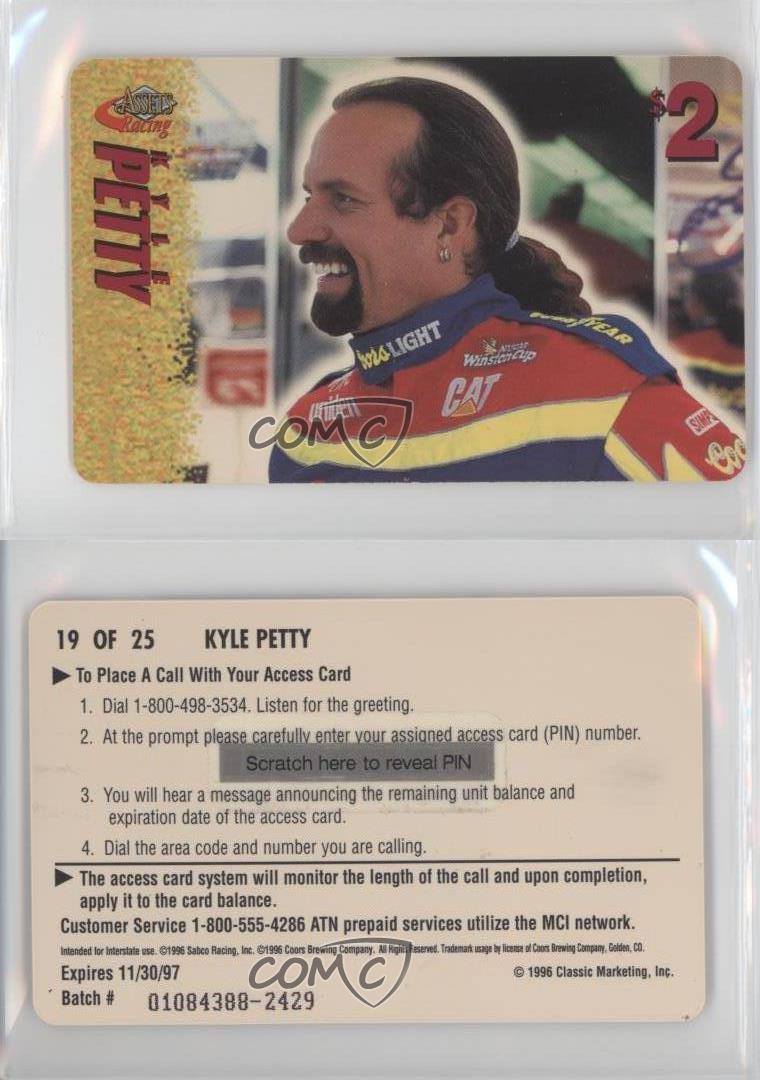 ASSETS
Racing
KYLE
PETTY
$2
Coors LIGHT
GOODYEAR
NASCAR
Winston Cup
uniden
CAT
21
COMC
19 OF 25 KYLE PETTY
To Place A Call With Your Access Card
1. Dial 1-800-498-3534. Listen for the greeting.
2. At the prompt please carefully enter your assigned access card (PIN) number.
Scratch here to reveal PIN
3. You will hear a message announcing the remaining unit balance and
expiration date of the access card.
4. Dial the area code and number you are calling.
The access card system will monitor the length of the call and upon completion,
apply it to the card balance.
Customer Service 1-800-555-4286 ATN prepaid services utilize the MCI network.
Intended for Interstate use. ©1996 Sabco Racing, Inc. ©1996 Coors Brewing Company. All Rights Reserved. Trademark usage by license of Coors Brewing Company, Golden, CO.
Expires 11/30/97
© 1996 Classic Marketing, Inc.
COMC
Batch # 01084388-2429